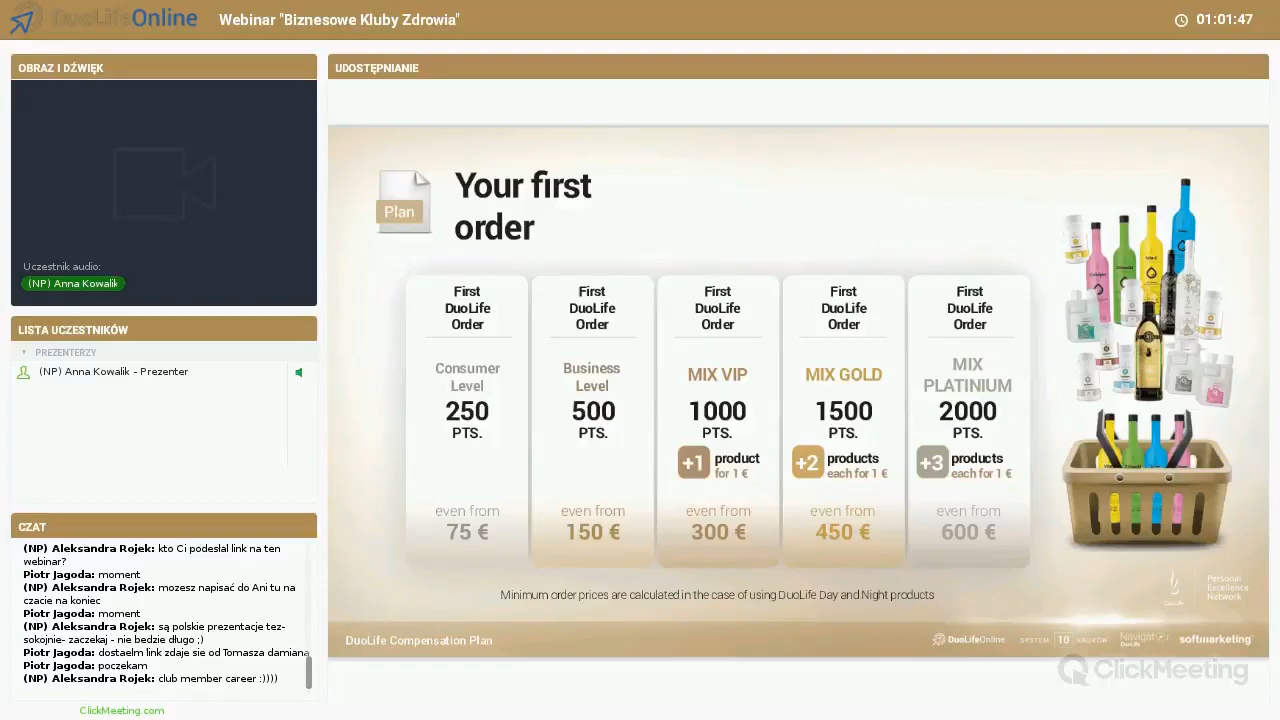 DuoLifeOnline
Webinar "Biznesowe Kluby Zdrowia"
01:01:47
OBRAZ I DŹWIĘK
Uczestnik audio:
(NP) Anna Kowalik
LISTA UCZESTNIKÓW
PREZENTERZY
(NP) Anna Kowalik - Prezenter
CZAT
(NP) Aleksandra Rojek: kto Ci podeslal link na ten
webinar?
Piotr Jagoda: moment
(NP) Aleksandra Rojek: mozesz napisać do Ani tu na
czacie na koniec
Piotr Jagoda: moment
(NP) Aleksandra Rojek: są polskie prezentacje tez-
sokojnie- zaczekaj - nie bedzie długo ;)
Piotr Jagoda: dostaelm link zdaje sie od Tomasza damiana
Piotr Jagoda: poczekam
(NP) Aleksandra Rojek: club member career :))))
ClickMeeting.com
UDOSTĘPNIANIE
Plan
Your first
order
First
DuoLife
Order
Consumer
Level
250
PTS.
even from
75 €
First
DuoLife
Order
Business
Level
500
PTS.
even from
150 €
First
DuoLife
Order
MIX VIP
1000
PTS.
+1 product
for 1 €
even from
300 €
First
DuoLife
Order
MIX GOLD
1500
PTS.
+2 products
each for 1 €
even from
450 €
First
DuoLife
Order
MIX
PLATINIUM
2000
PTS.
+3 products
each for 1 €
even from
600 €
Minimum order prices are calculated in the case of using DuoLife Day and Night products
Personal
Excellence
Network
DuoLife Compensation Plan
DuoLifeOnline
SYSTEM 10 KROKÓW
Navigator
DuoLife
softmarketing
ClickMeeting